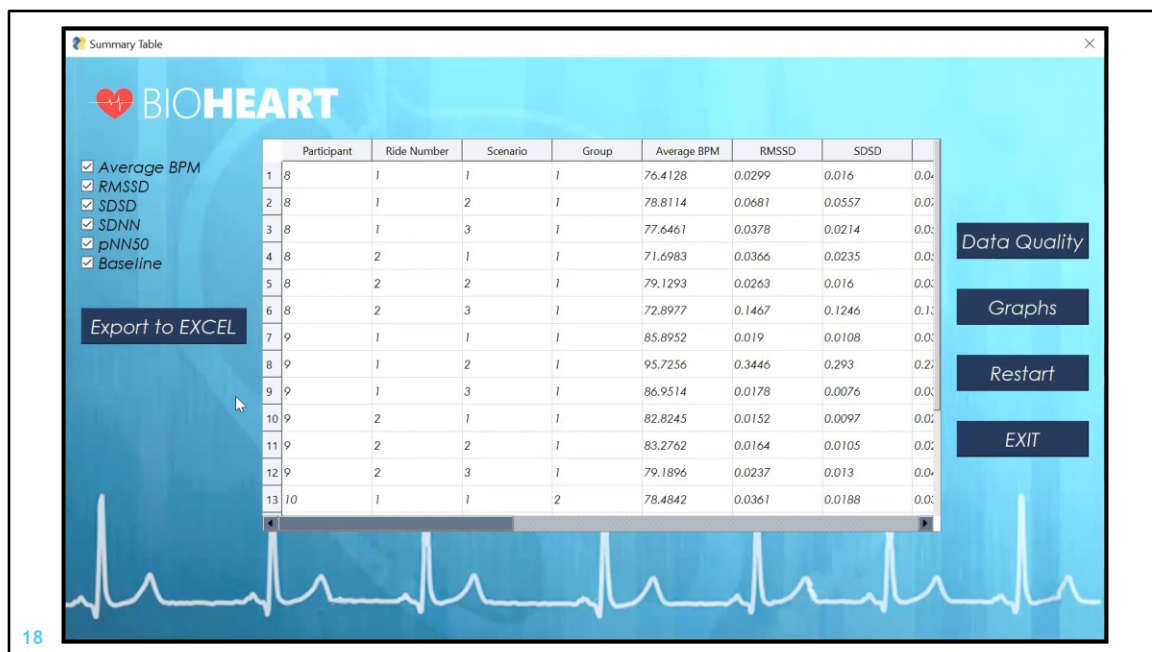 Summary Table
BIOHEART
Average BPM
RMSSD
SDSD
SDNN
pNN50
Baseline
Export to EXCEL
Participant Ride Number Scenario Group Average BPM RMSSD SDSD
1 8 1 1 1 76.4128 0.0299 0.016
2 8 1 2 1 78.8114 0.0681 0.0557
3 8 1 3 1 77.6461 0.0378 0.0214
4 8 2 1 1 71.6983 0.0366 0.0235
5 8 2 2 1 79.1293 0.0263 0.016
6 8 2 3 1 72.8977 0.1467 0.1246
7 9 1 1 1 85.8952 0.019 0.0108
8 9 1 2 1 95.7256 0.3446 0.293
9 9 1 3 1 86.9514 0.0178 0.0076
10 9 2 1 1 82.8245 0.0152 0.0097
11 9 2 2 1 83.2762 0.0164 0.0105
12 9 2 3 1 79.1896 0.0237 0.013
13 10 1 1 2 78.4842 0.0361 0.0188
Data Quality
Graphs
Restart
EXIT
18